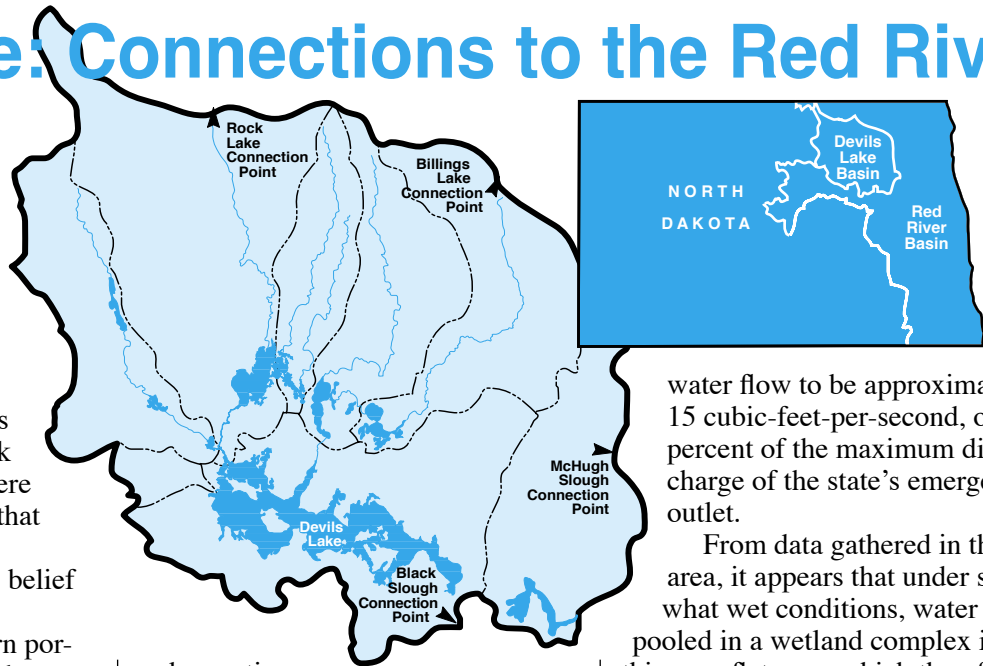 e: Connections to the Red Riv
Rock
Lake
Connection
Point
Billings
Lake
Connection
Point
McHugh
Slough
Connection
Point
Devils
Lake
Black
Slough
Connection
Point
NORTH
DAKOTA
Devils
Lake
Basin
Red
River
Basin
s
k
ere
that
belief
rn por-
water flow to be approxima
15 cubic-feet-per-second, o
percent of the maximum di
charge of the state’s emerge
outlet.
From data gathered in th
area, it appears that under s
what wet conditions, water
pooled in a wetland complex i